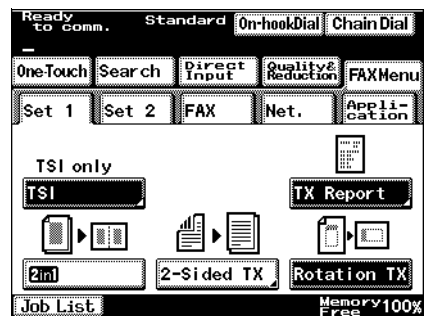 Ready to comm. Standard On-hookDial Chain Dial
One-Touch Search Direct Input Quality& Reduction FAXMenu
Set 1 Set 2 FAX Net. Appli-cation
TSI only
TSI TX Report
2in1 2-Sided TX Rotation TX
Job List Memory Free 100%